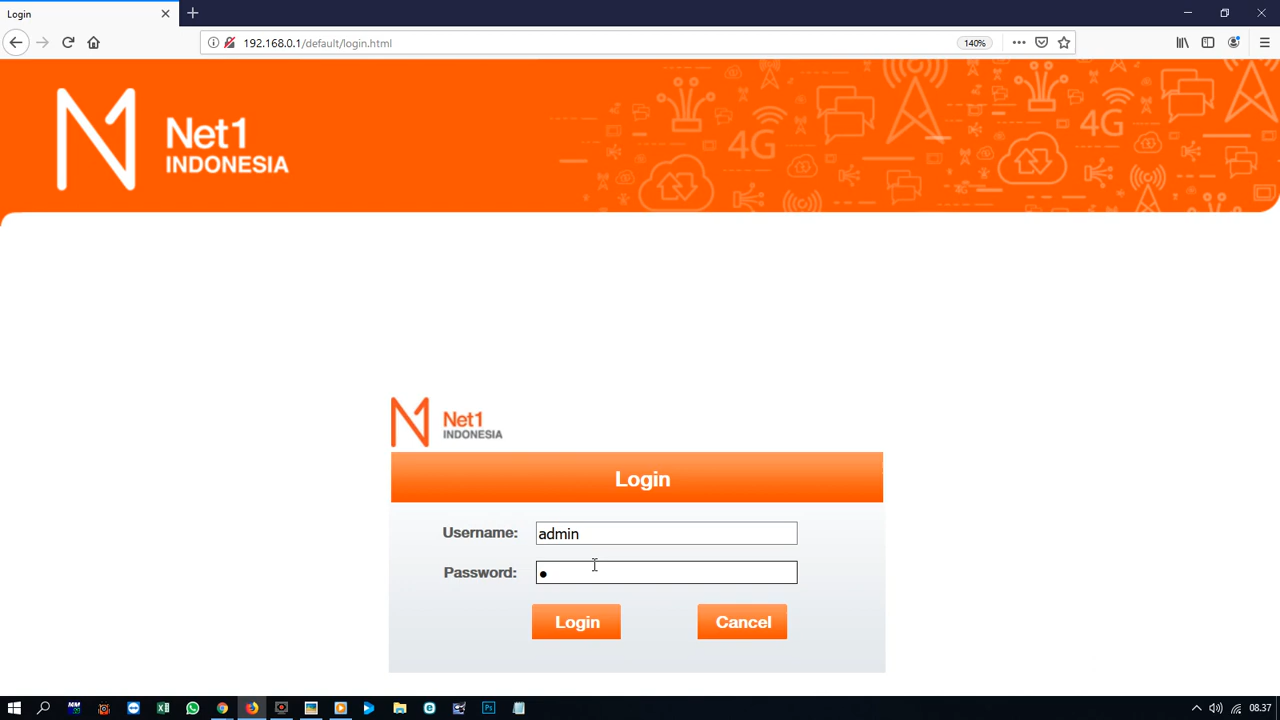 Login
192.168.0.1/default/login.html
140%
Net1
INDONESIA
4G
4G
Net1
INDONESIA
Login
Username: admin
Password: ●
Login
Cancel
08.37